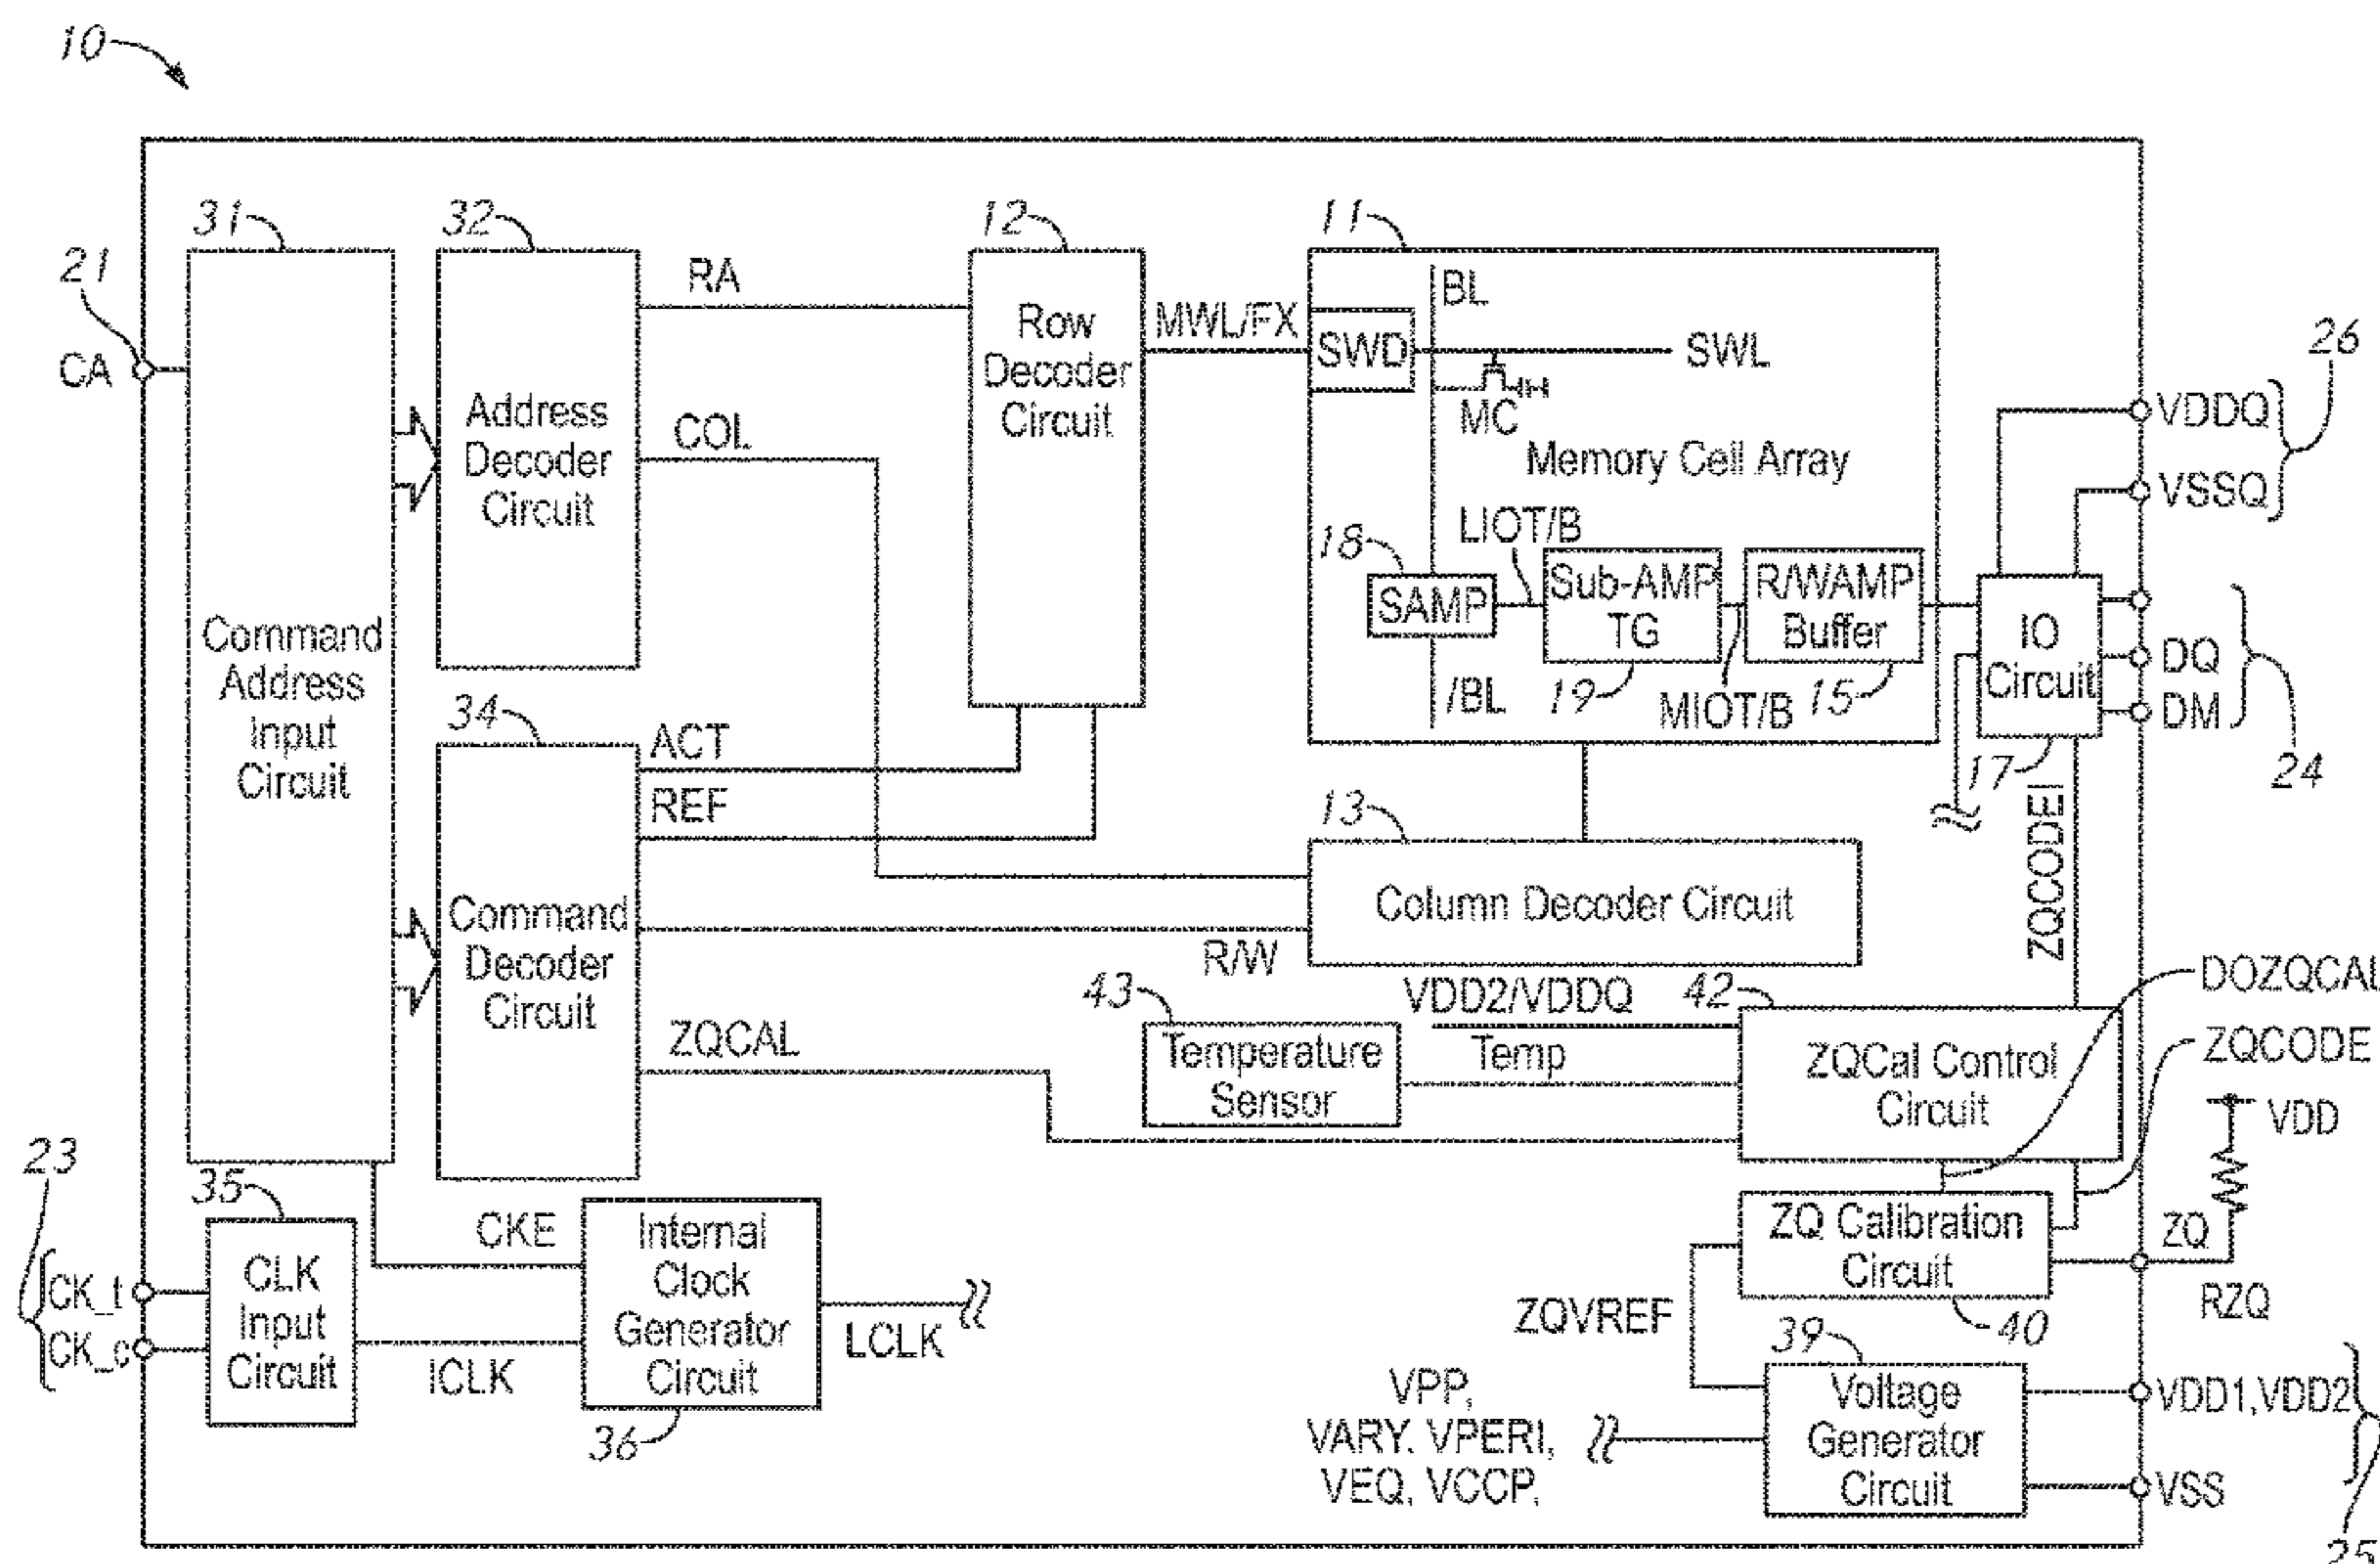 10
31
32
12
11
21
CA
RA
COL
MWL/FX
BL
SWD
SWL
MC
Memory Cell Array
Row
Decoder
Circuit
Address
Decoder
Circuit
Command
Address
Input
Circuit
26
VDDQ
VSSQ
18
LIOT/B
SAMP
Sub-AMP
TG
R/WAMP
Buffer
IO
Circuit
DQ
DM
/BL
19
MIOT/B
15
17
24
34
ACT
REF
13
ZQCODEI
Command
Decoder
Circuit
Column Decoder Circuit
R/W
43
VDD2/VDDQ
42
DOZQCAL
ZQCAL
Temperature
Sensor
Temp
ZQCal Control
Circuit
ZQCODE
VDD
23
35
CKE
Internal
Clock
Generator
Circuit
ZQ Calibration
Circuit
ZQ
RZQ
CK_t
CK_c
CLK
Input
Circuit
ICLK
LCLK
36
ZQVREF
40
39
VPP,
VARY. VPERI,
VEQ, VCCP,
Voltage
Generator
Circuit
VDD1,VDD2
VSS
25